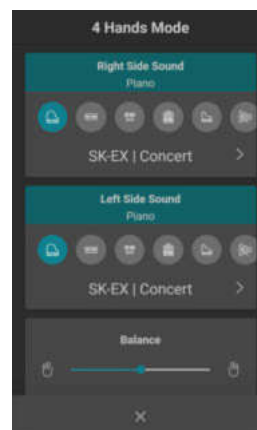 4 Hands Mode
Right Side Sound
Piano
SK-EX | Concert
Left Side Sound
Piano
SK-EX | Concert
Balance